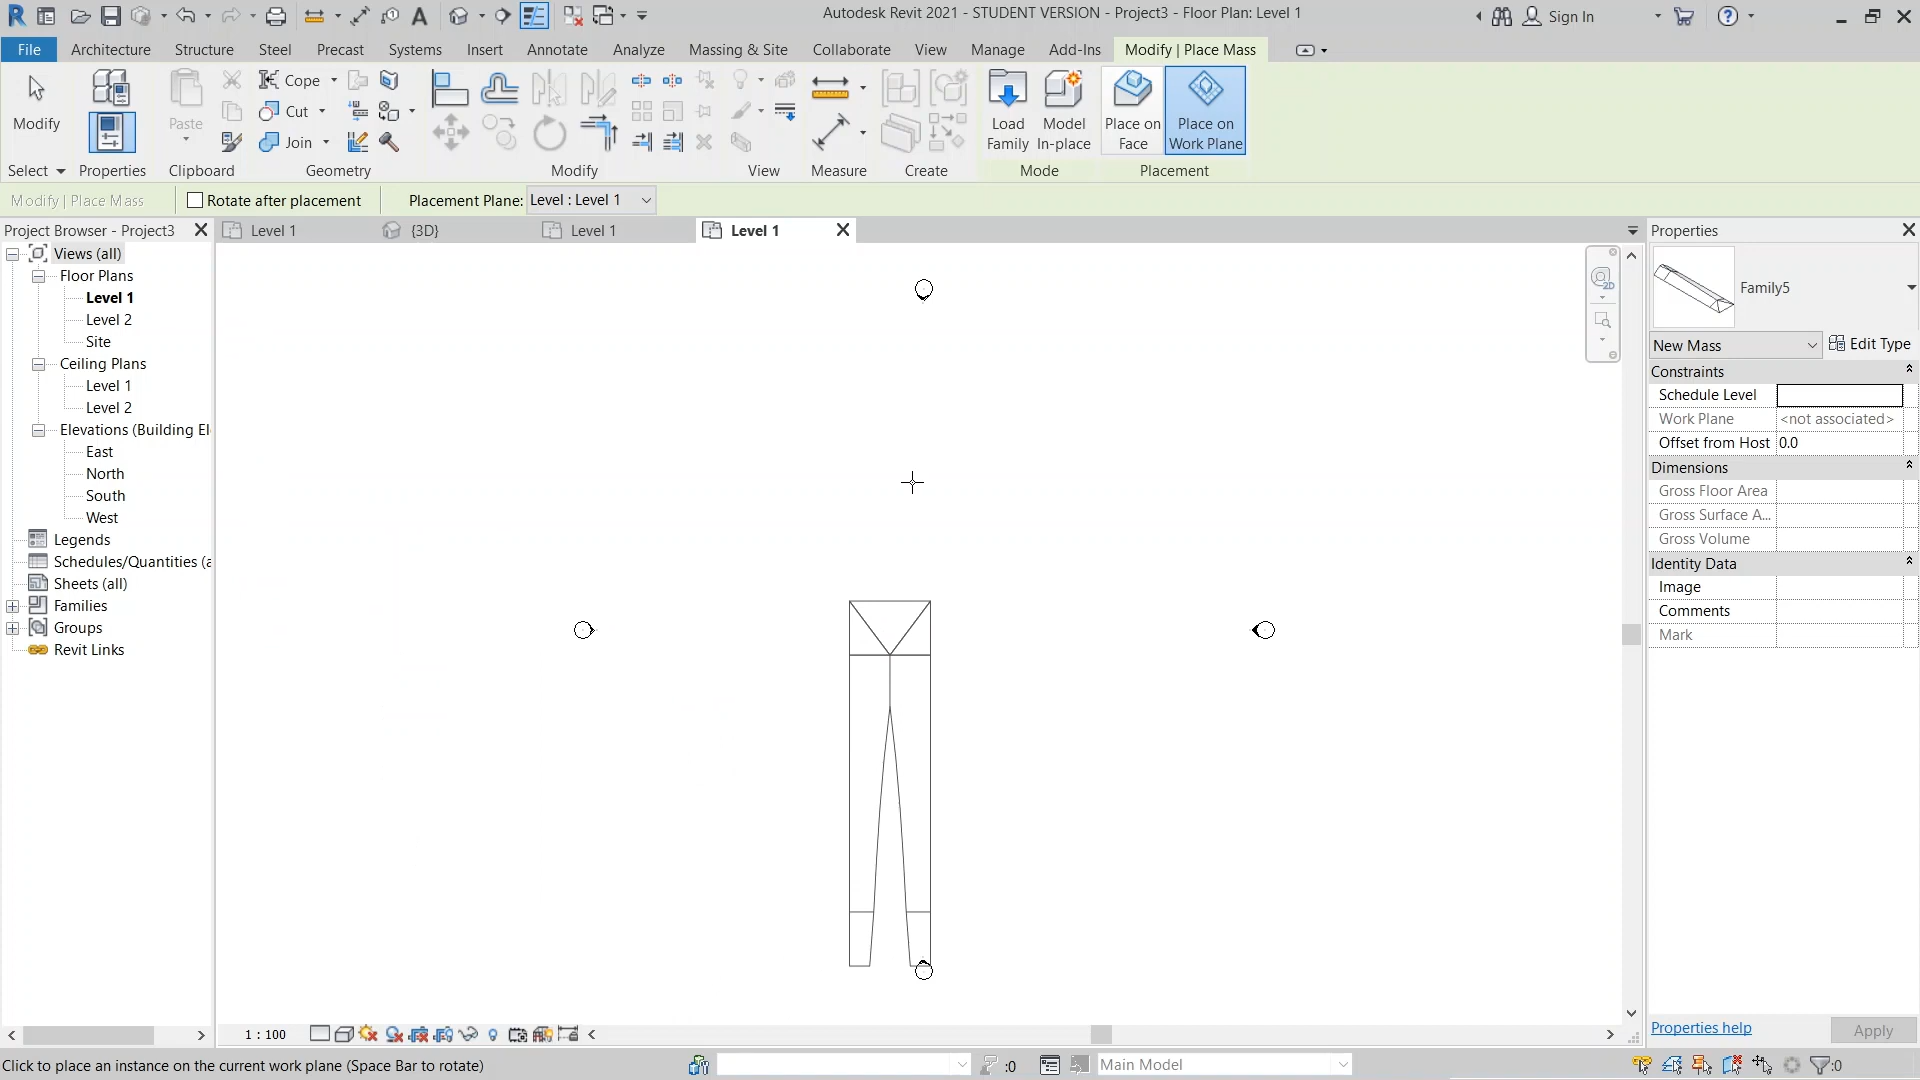 Autodesk Revit 2021 - STUDENT VERSION - Project3 - Floor Plan: Level 1
Sign In
File Architecture Structure Steel Precast Systems Insert Annotate Analyze Massing & Site Collaborate View Manage Add-Ins Modify | Place Mass
Modify
Paste
Cope
Cut
Join
Load Family
Model In-place
Place on Face
Place on Work Plane
Select Properties Clipboard Geometry Modify View Measure Create Mode Placement
Modify | Place Mass
Rotate after placement
Placement Plane: Level : Level 1
Project Browser - Project3
Level 1
{3D}
Level 1
Level 1
Views (all)
Floor Plans
Level 1
Level 2
Site
Ceiling Plans
Level 1
Level 2
Elevations (Building El
East
North
South
West
Legends
Schedules/Quantities (a
Sheets (all)
Families
Groups
Revit Links
2D
Properties
Family5
New Mass
Edit Type
Constraints
Schedule Level
Work Plane <not associated>
Offset from Host 0.0
Dimensions
Gross Floor Area
Gross Surface A...
Gross Volume
Identity Data
Image
Comments
Mark
Properties help
Apply
1 : 100
Click to place an instance on the current work plane (Space Bar to rotate)
:0
Main Model
:0